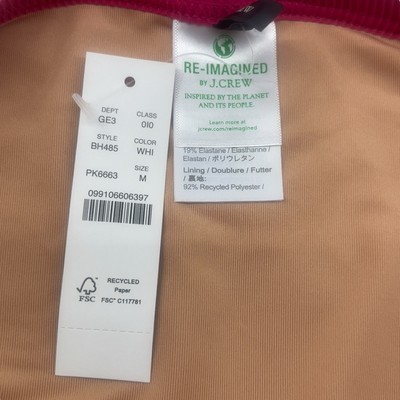 DEPT CLASS
GE3 0I0
STYLE COLOR
BH485 WHI
SIZE
PK6663 M
099106606397
RECYCLED
Paper
FSC™ C117781
FSC
RE-IMAGINED
BY J.CREW
INSPIRED BY THE PLANET
AND ITS PEOPLE.
Learn more at
jcrew.com/reimagined
19% Elastane / Elasthanne /
Elastan / ポリウレタン
Lining / Doublure / Futter
/ 裏地:
92% Recycled Polyester /